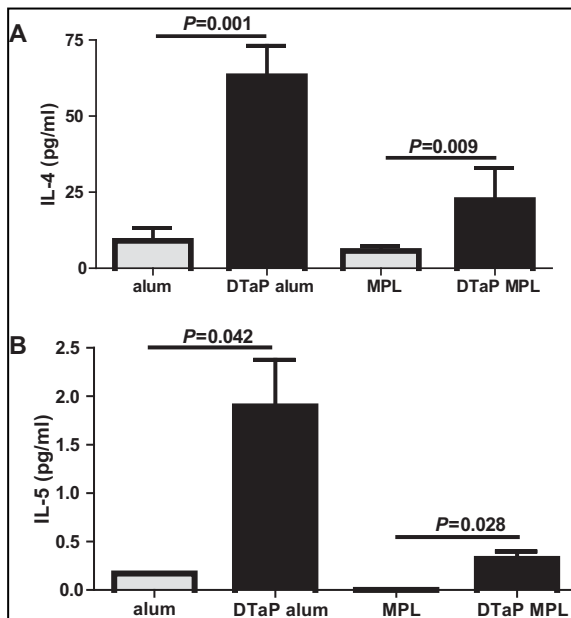 A
P=0.001
75
50
25
0
IL-4 (pg/ml)
P=0.009
alum DTaP alum MPL DTaP MPL
B
P=0.042
2.5
2.0
1.5
1.0
0.5
0.0
IL-5 (pg/ml)
P=0.028
alum DTaP alum MPL DTaP MPL